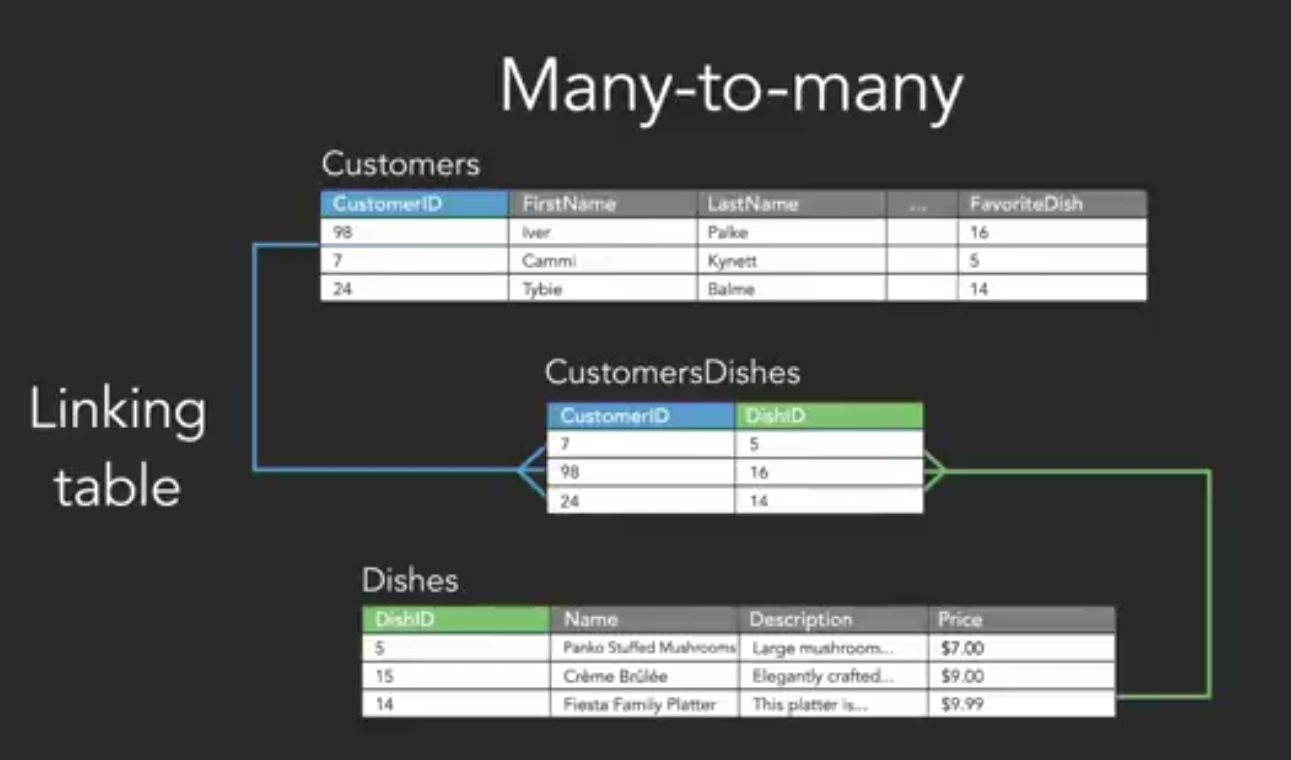 Many-to-many
Customers
CustomerID FirstName LastName ... FavoriteDish
98 Iver Palke 16
7 Cammi Kynett 5
24 Tybie Balme 14
Linking
table
CustomersDishes
CustomerID DishID
7 5
98 16
24 14
Dishes
DishID Name Description Price
5 Panko Stuffed Mushrooms Large mushroom... $7.00
15 Crème Brûlée Elegantly crafted... $9.00
14 Fiesta Family Platter This platter is... $9.99